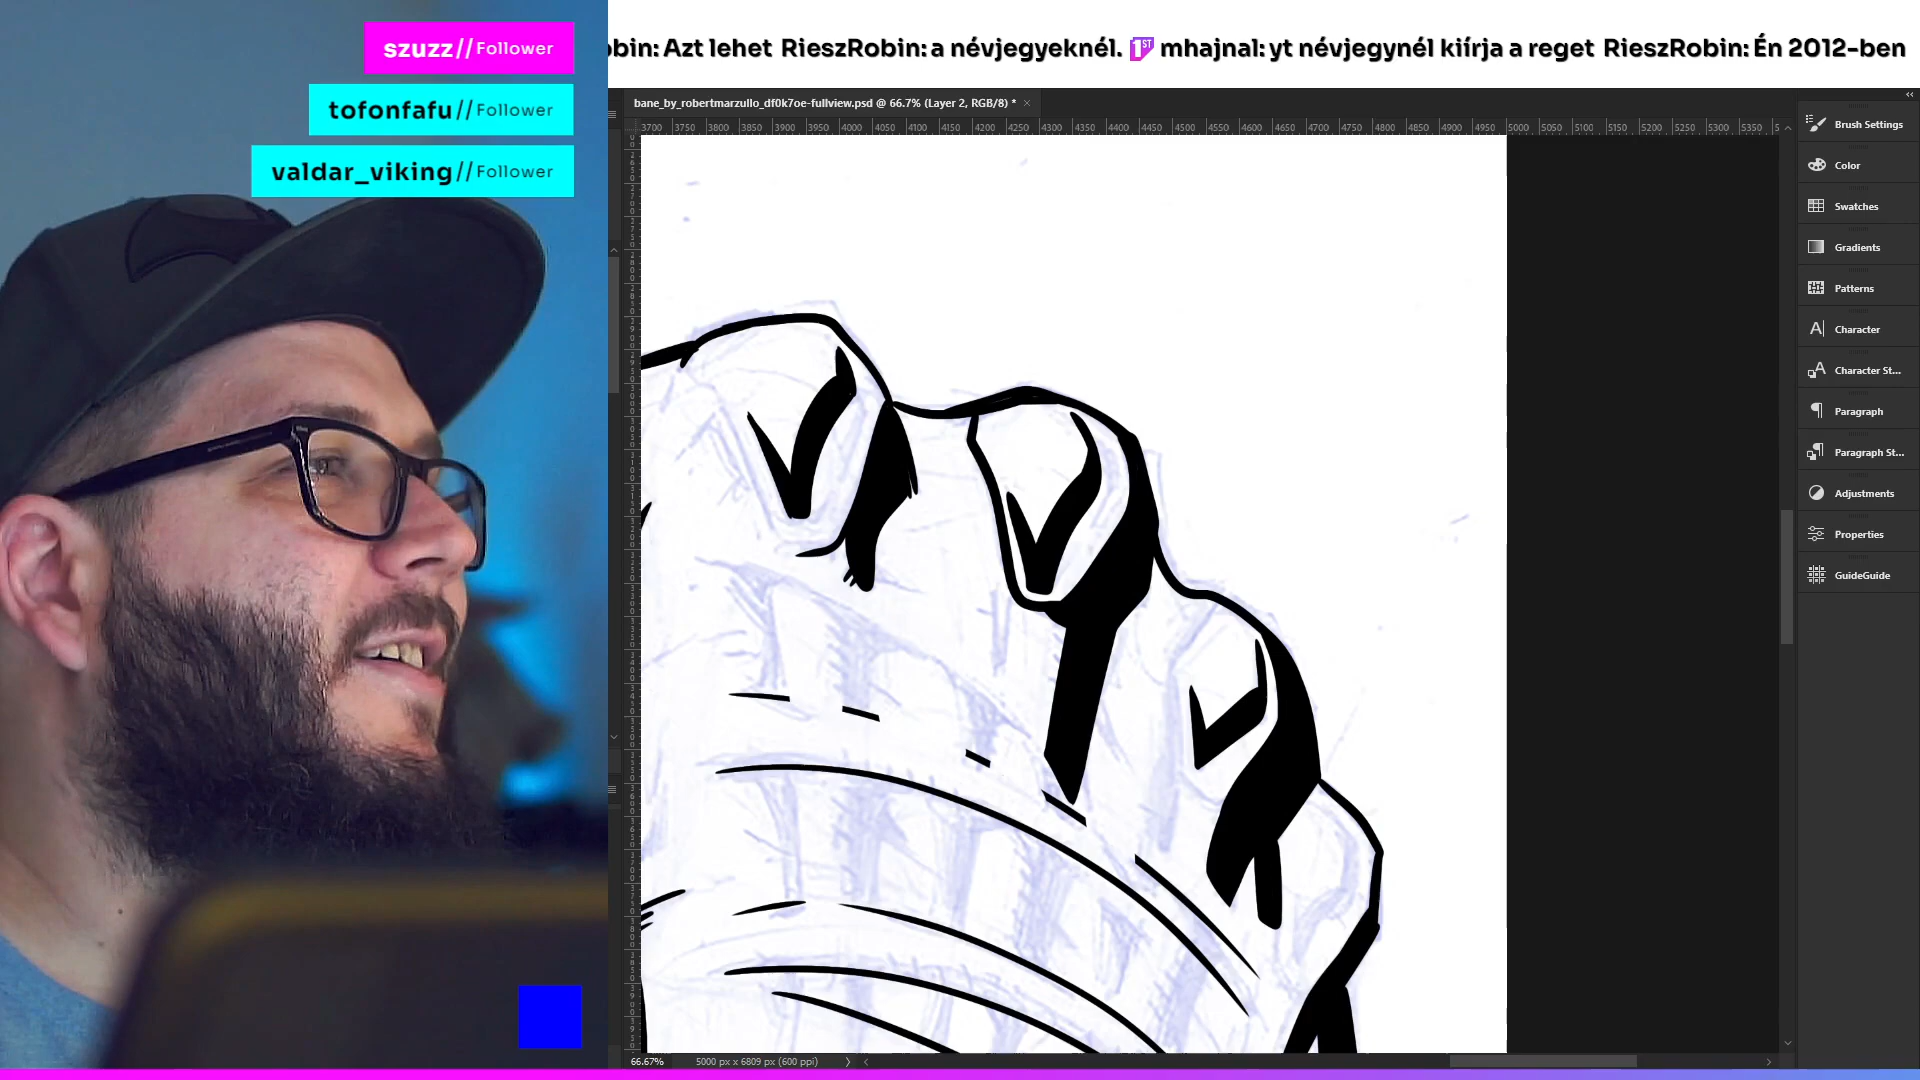 szuzz // Follower
tofonfafu // Follower
valdar_viking // Follower
obin: Azt lehet RieszRobin: a névjegyeknél. 1ST mhajnal: yt névjegynél kiírja a reget RieszRobin: Én 2012-ben
bane_by_robertmarzullo_df0k7oe-fullview.psd @ 66.7% (Layer 2, RGB/8) * ×
3700 3750 3800 3850 3900 3950 4000 4050 4100 4150 4200 4250 4300 4350 4400 4450 4500 4550 4600 4650 4700 4750 4800 4850 4900 4950 5000 5050 5100 5150 5200 5250 5300 5350 5
Brush Settings
Color
Swatches
Gradients
Patterns
Character
Character St...
Paragraph
Paragraph St...
Adjustments
Properties
GuideGuide
66.67% 5000 px x 6809 px (600 ppi)